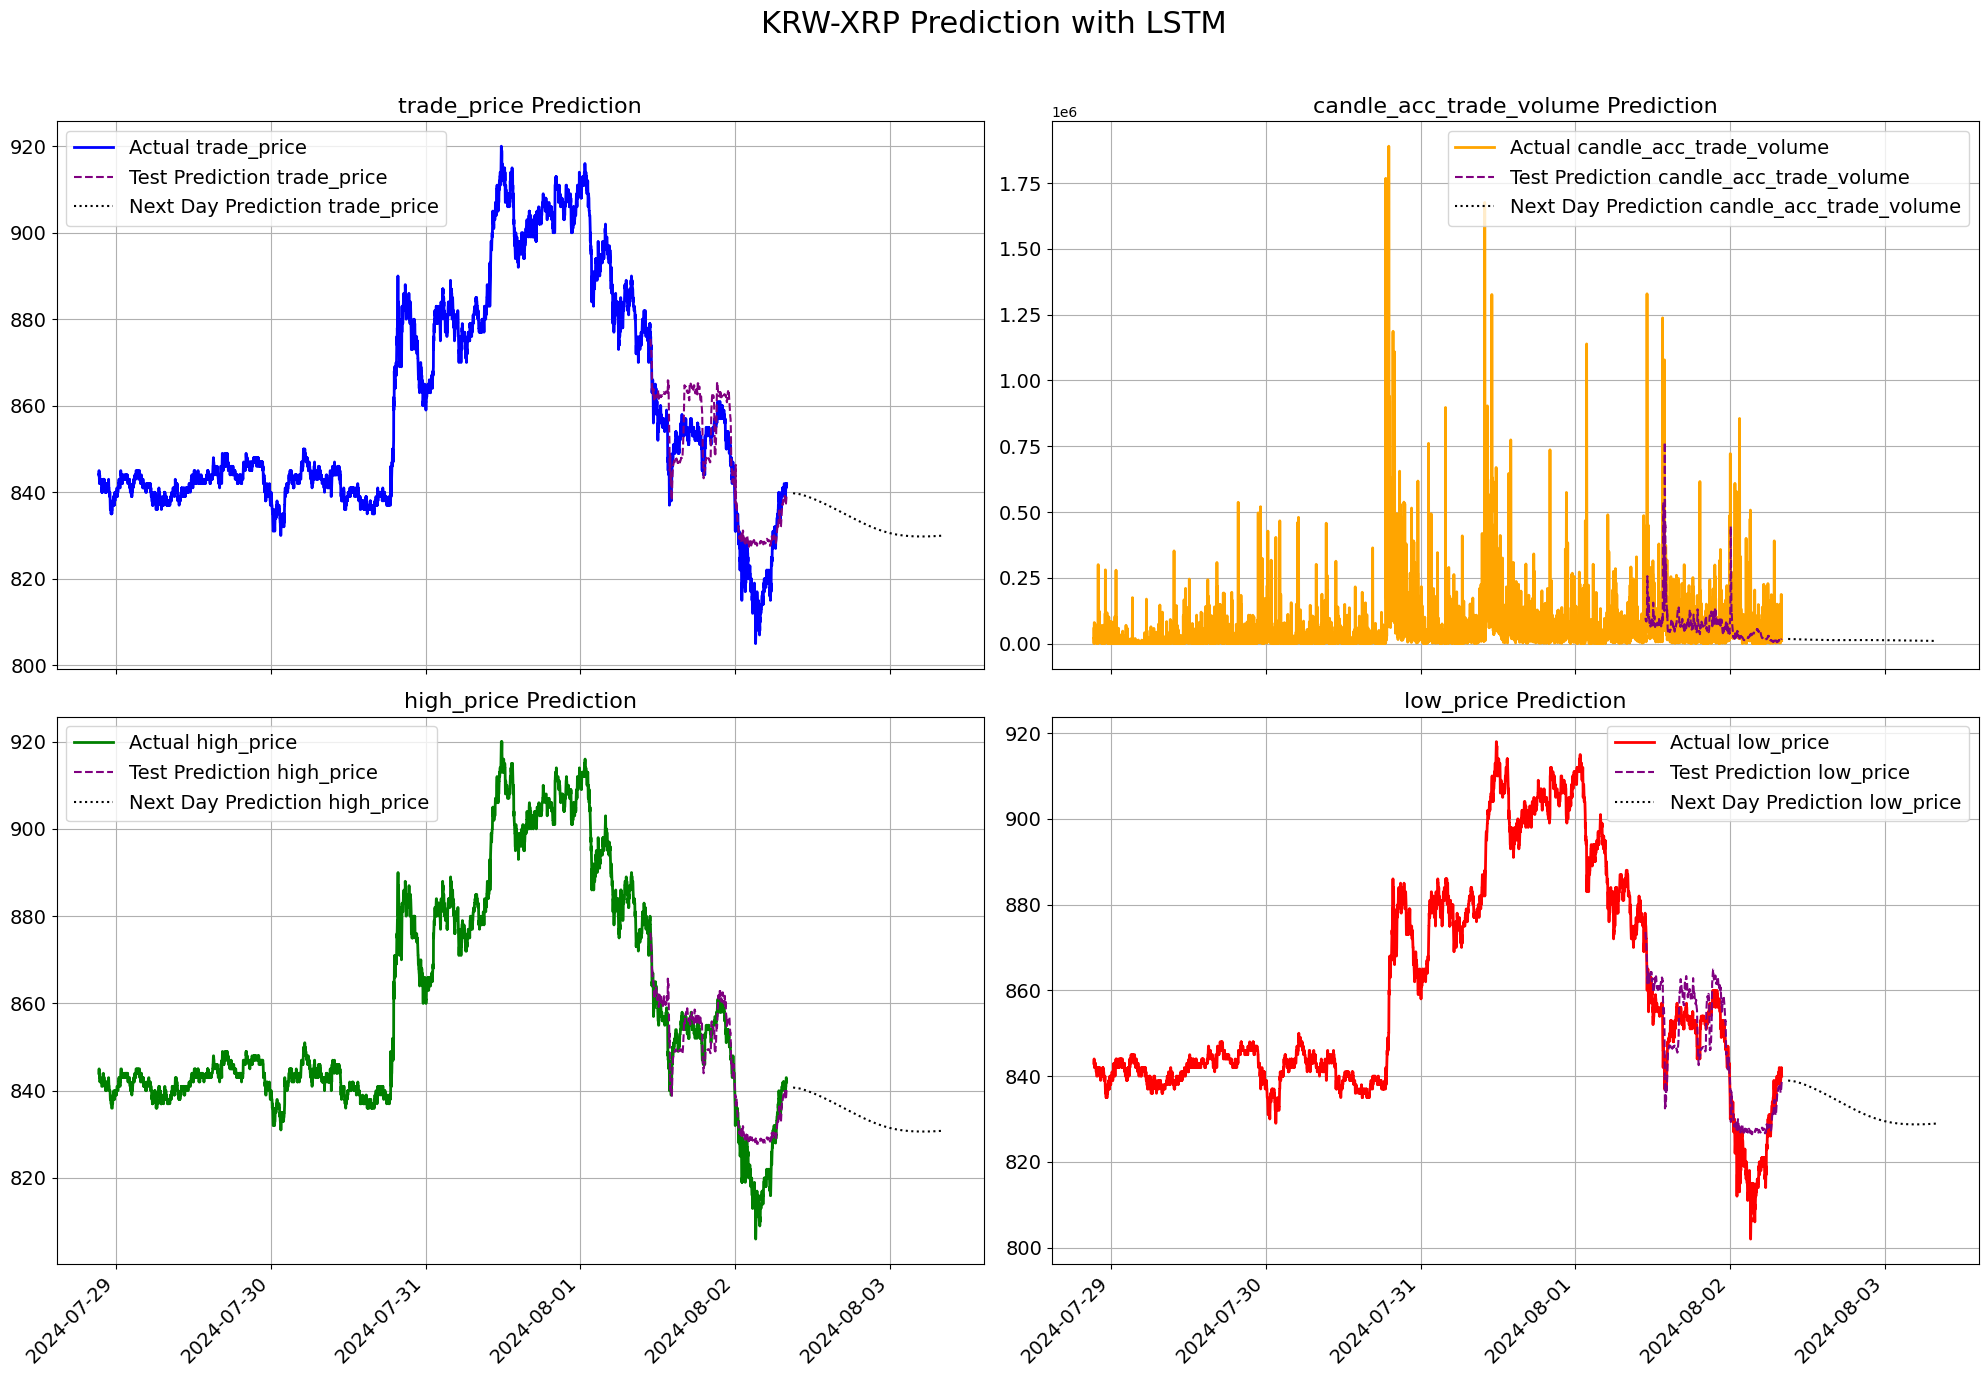 KRW-XRP Prediction with LSTM
trade_price Prediction
Actual trade_price
Test Prediction trade_price
Next Day Prediction trade_price
920
900
880
860
840
820
800
candle_acc_trade_volume Prediction
1e6
Actual candle_acc_trade_volume
Test Prediction candle_acc_trade_volume
Next Day Prediction candle_acc_trade_volume
1.75
1.50
1.25
1.00
0.75
0.50
0.25
0.00
high_price Prediction
Actual high_price
Test Prediction high_price
Next Day Prediction high_price
920
900
880
860
840
820
2024-07-29
2024-07-30
2024-07-31
2024-08-01
2024-08-02
2024-08-03
low_price Prediction
Actual low_price
Test Prediction low_price
Next Day Prediction low_price
920
900
880
860
840
820
800
2024-07-29
2024-07-30
2024-07-31
2024-08-01
2024-08-02
2024-08-03